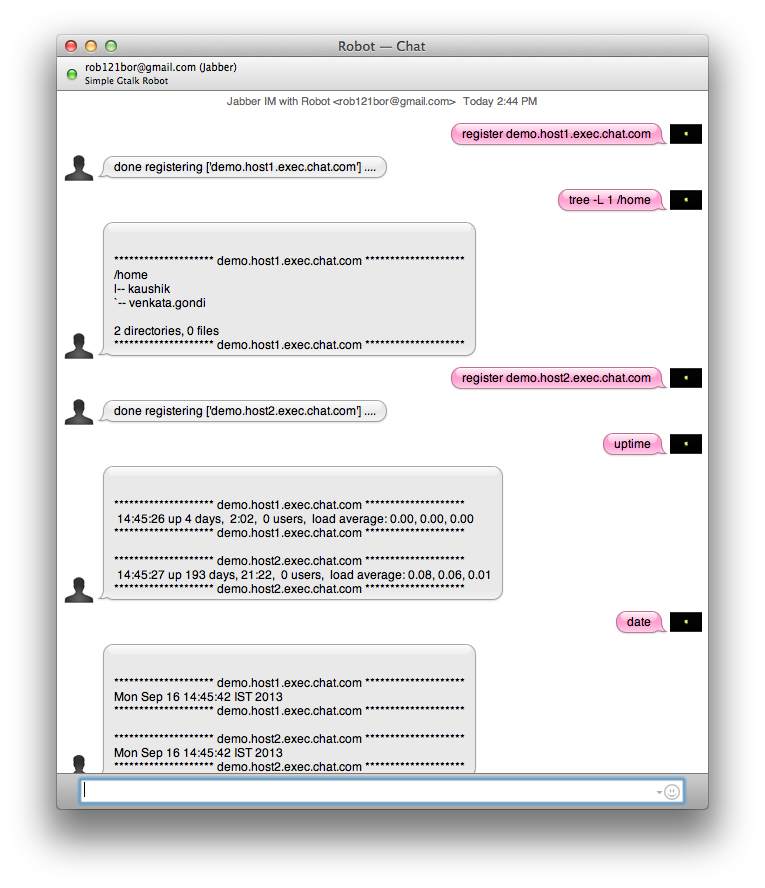 Robot — Chat
rob121bor@gmail.com (Jabber)
Simple Gtalk Robot
Jabber IM with Robot <rob121bor@gmail.com> Today 2:44 PM
register demo.host1.exec.chat.com
done registering ['demo.host1.exec.chat.com'] ....
tree -L 1 /home
******************** demo.host1.exec.chat.com ********************
/home
|-- kaushik
`-- venkata.gondi
2 directories, 0 files
******************** demo.host1.exec.chat.com ********************
register demo.host2.exec.chat.com
done registering ['demo.host2.exec.chat.com'] ....
uptime
******************** demo.host1.exec.chat.com ********************
14:45:26 up 4 days,  2:02,  0 users,  load average: 0.00, 0.00, 0.00
******************** demo.host1.exec.chat.com ********************
******************** demo.host2.exec.chat.com ********************
14:45:27 up 193 days, 21:22,  0 users,  load average: 0.08, 0.06, 0.01
******************** demo.host2.exec.chat.com ********************
date
******************** demo.host1.exec.chat.com ********************
Mon Sep 16 14:45:42 IST 2013
******************** demo.host1.exec.chat.com ********************
******************** demo.host2.exec.chat.com ********************
Mon Sep 16 14:45:42 IST 2013
******************** demo.host2.exec.chat.com ********************